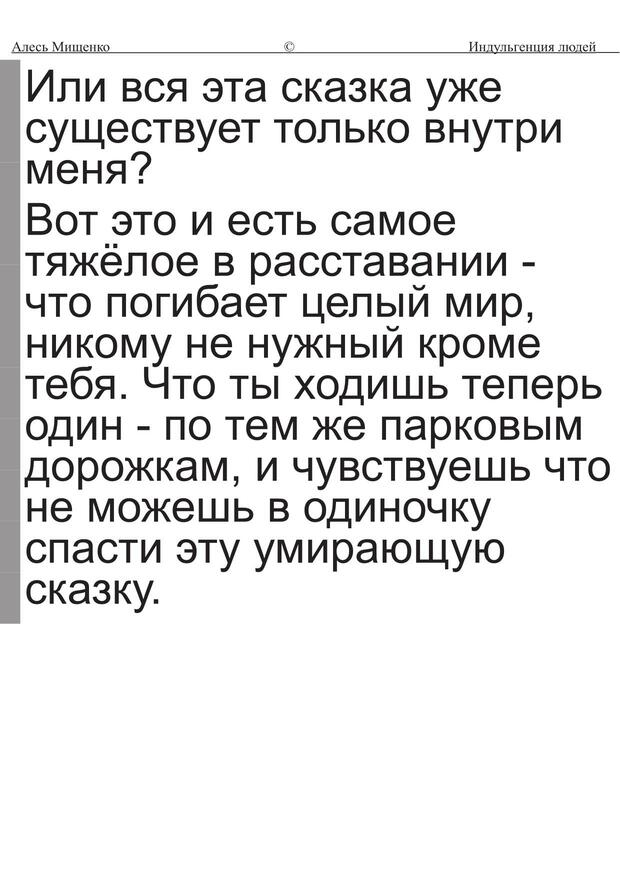 Алесь Мищенко © Индульгенция людей
Или вся эта сказка уже
существует только внутри
меня?
Вот это и есть самое
тяжёлое в расставании -
что погибает целый мир,
никому не нужный кроме
тебя. Что ты ходишь теперь
один - по тем же парковым
дорожкам, и чувствуешь что
не можешь в одиночку
спасти эту умирающую
сказку.